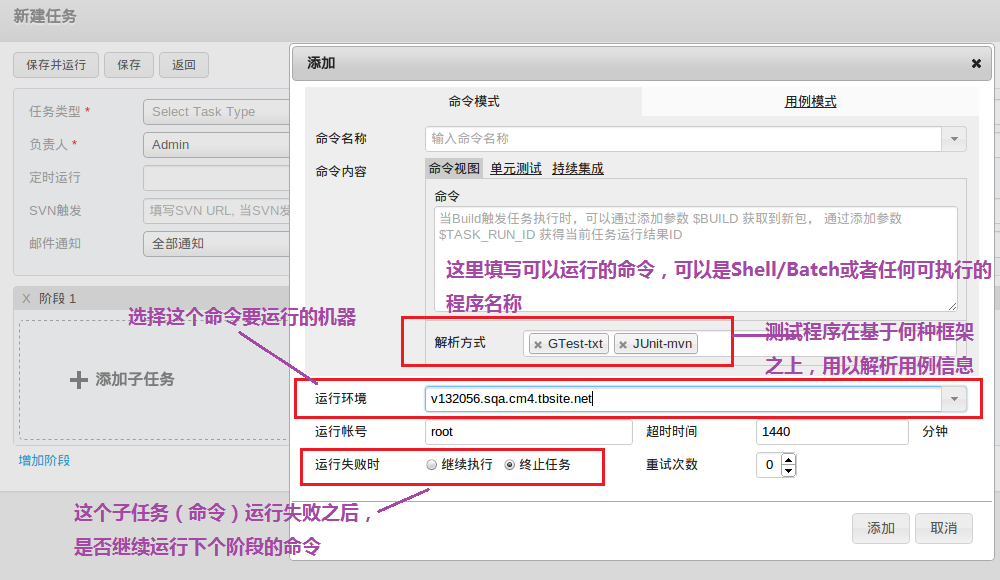 新建任务
保存并运行 保存 返回
任务类型 * Select Task Type
负责人 * Admin
定时运行
SVN触发 填写SVN URL, 当SVN发
邮件通知 全部通知
X 阶段 1
添加子任务
增加阶段
添加
命令模式 用例模式
命令名称 输入命令名称
命令内容 命令视图 单元测试 持续集成
命令
当Build触发任务执行时，可以通过添加参数 $BUILD 获取到新包， 通过添加参数
$TASK_RUN_ID 获得当前任务运行结果ID
这里填写可以运行的命令，可以是Shell/Batch或者任何可执行的
程序名称
选择这个命令要运行的机器
解析方式 GTest-txt JUnit-mvn
测试程序在基于何种框架
之上，用以解析用例信息
运行环境 v132056.sqa.cm4.tbsite.net
运行帐号 root 超时时间 1440 分钟
运行失败时 继续执行 终止任务 重试次数 0
这个子任务（命令）运行失败之后，
是否继续运行下个阶段的命令
添加 取消